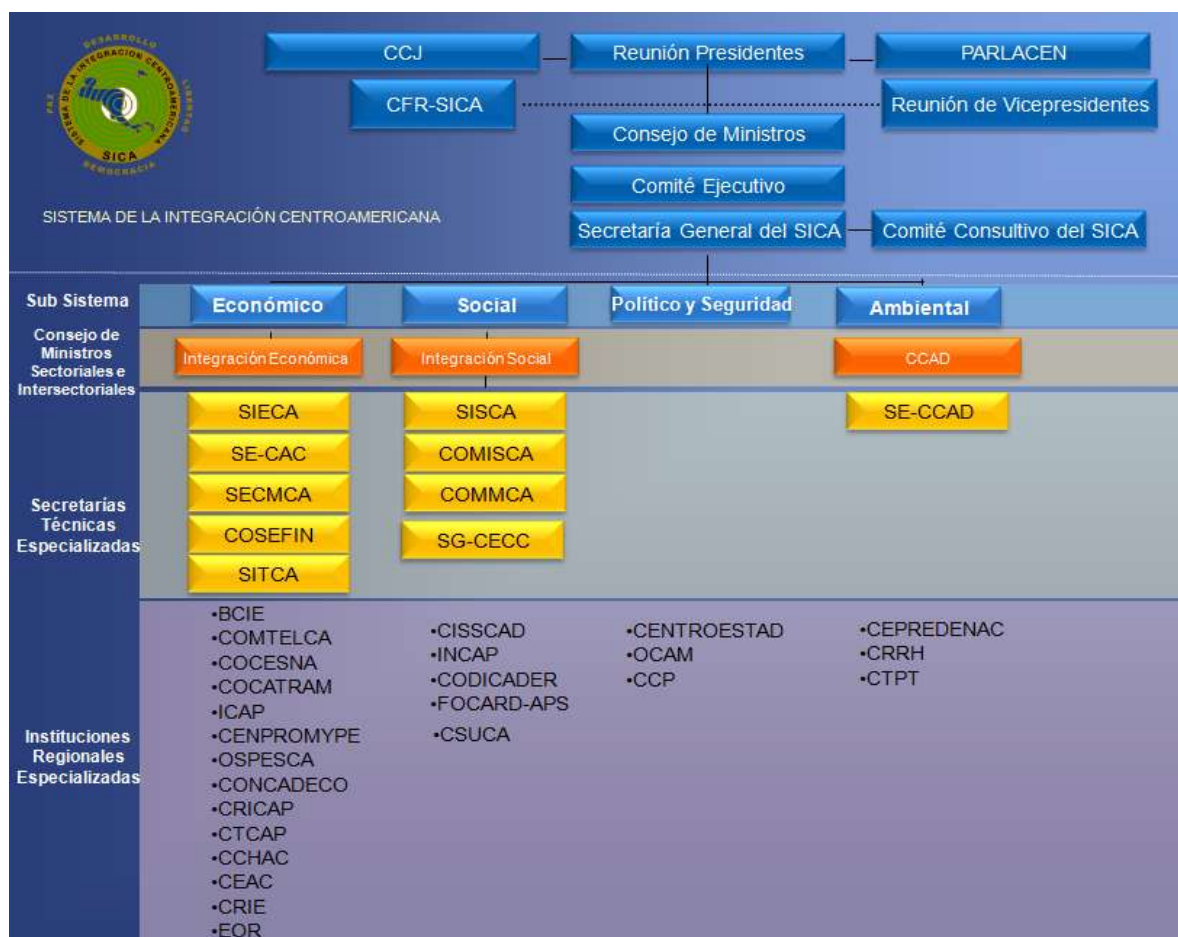 DESARROLLO
PAZ
LIBERTAD
DEMOCRACIA
SISTEMA DE LA INTEGRACION CENTROAMERICANA
SICA
CCJ
Reunión Presidentes
PARLACEN
CFR-SICA
Reunión de Vicepresidentes
Consejo de Ministros
Comité Ejecutivo
SISTEMA DE LA INTEGRACIÓN CENTROAMERICANA
Secretaría General del SICA
Comité Consultivo del SICA
Sub Sistema
Económico
Social
Político y Seguridad
Ambiental
Consejo de
Ministros
Sectoriales e
Intersectoriales
Integración Económica
Integración Social
CCAD
Secretarías
Técnicas
Especializadas
SIECA
SE-CAC
SECMCA
COSEFIN
SITCA
SISCA
COMISCA
COMMCA
SG-CECC
SE-CCAD
Instituciones
Regionales
Especializadas
•BCIE
•COMTELCA
•COCESNA
•COCATRAM
•ICAP
•CENPROMYPE
•OSPESCA
•CONCADECO
•CRICAP
•CTCAP
•CCHAC
•CEAC
•CRIE
•EOR
•CISSCAD
•INCAP
•CODICADER
•FOCARD-APS
•CSUCA
•CENTROESTAD
•OCAM
•CCP
•CEPREDENAC
•CRRH
•CTPT